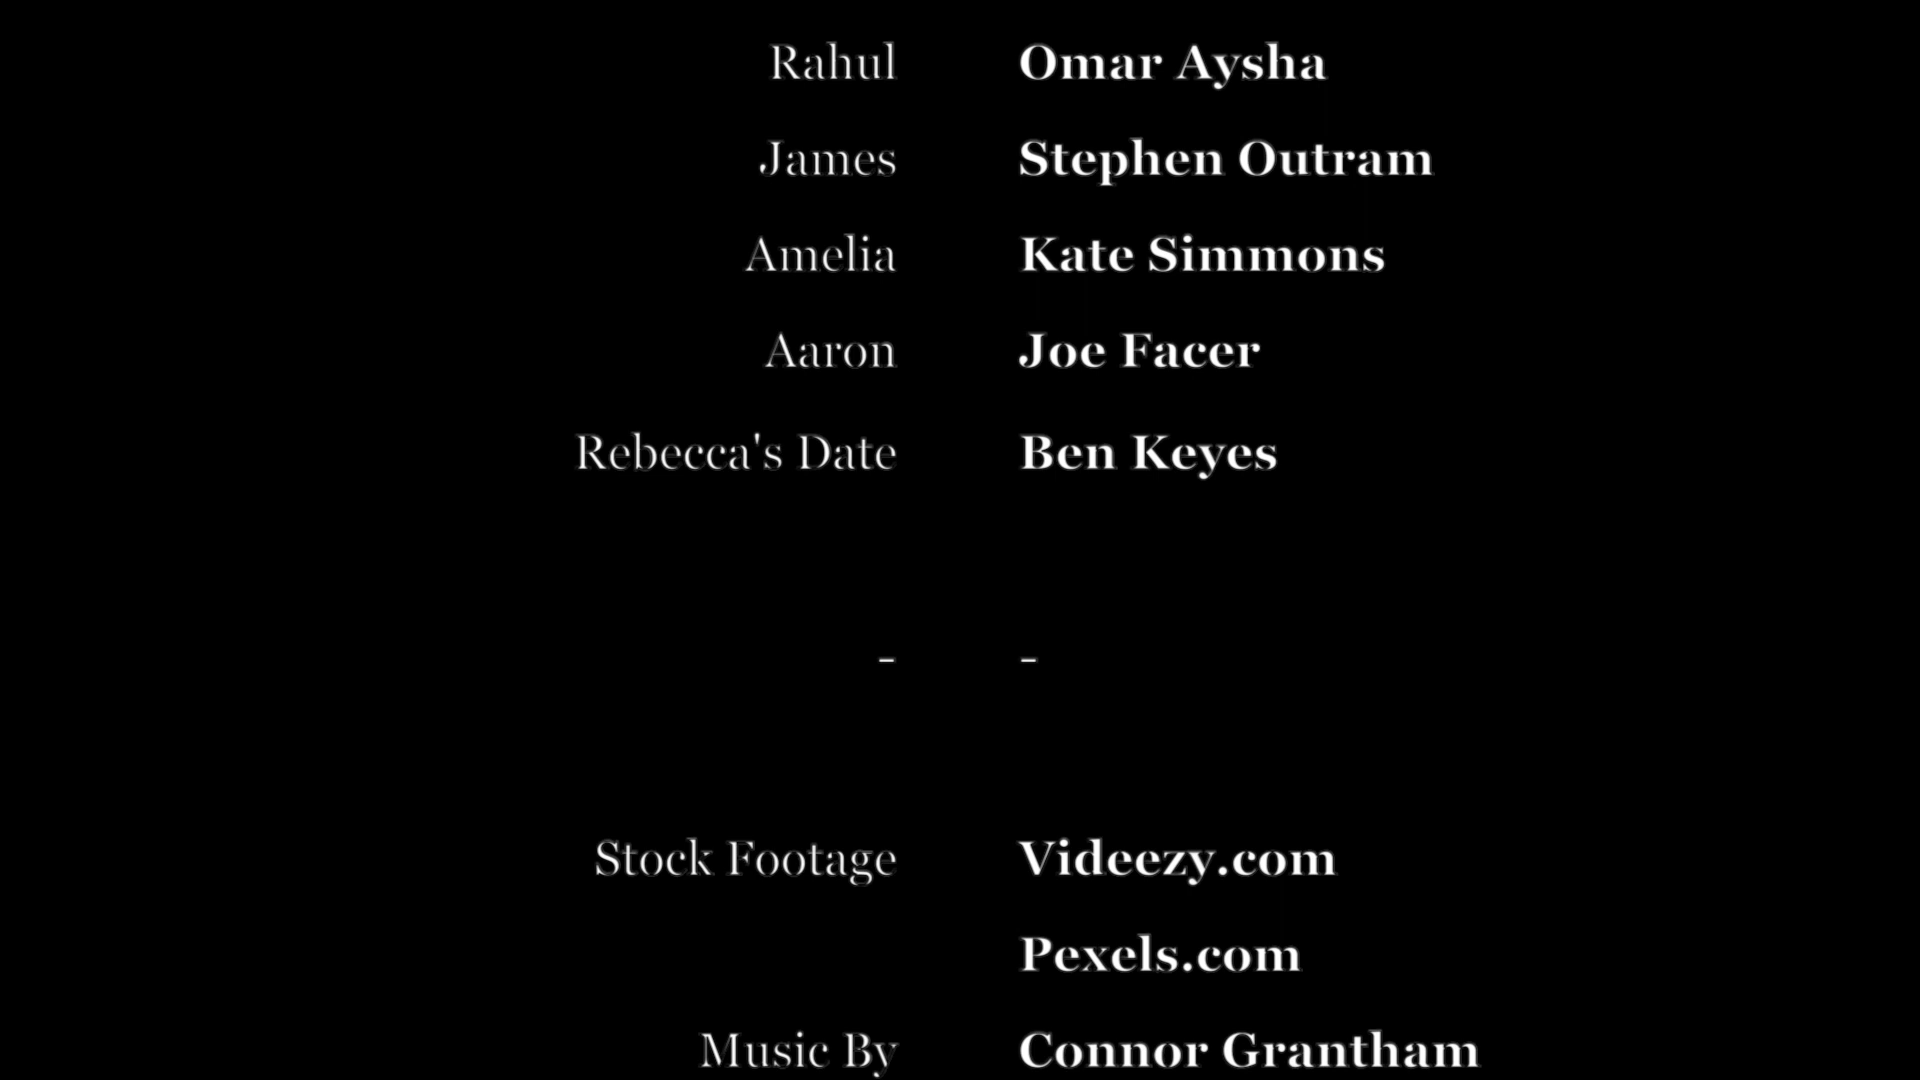 Rahul Omar Aysha
James Stephen Outram
Amelia Kate Simmons
Aaron Joe Facer
Rebecca's Date Ben Keyes
- -
Stock Footage Videezy.com
Pexels.com
Music By Connor Grantham